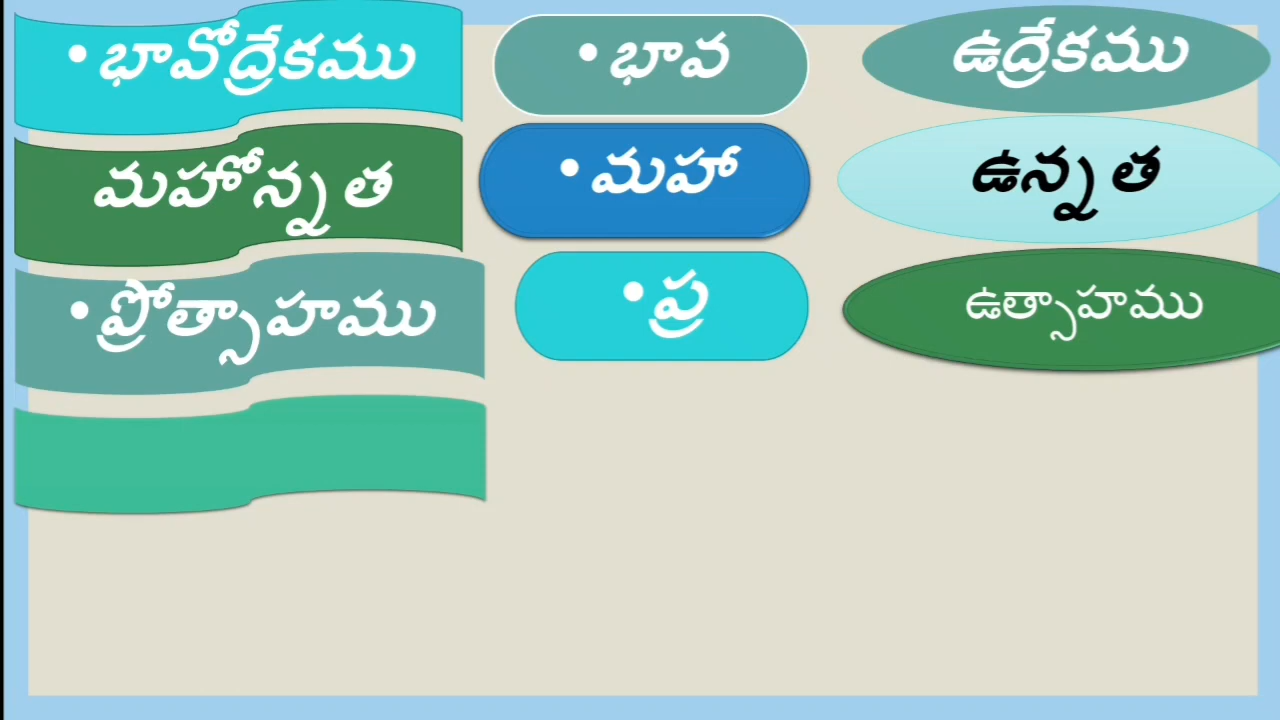 • భావోద్రేకము • భావ ఉద్రేకము
మహోన్నత • మహా ఉన్నత
• ప్రోత్సాహము • ప్ర ఉత్సాహము